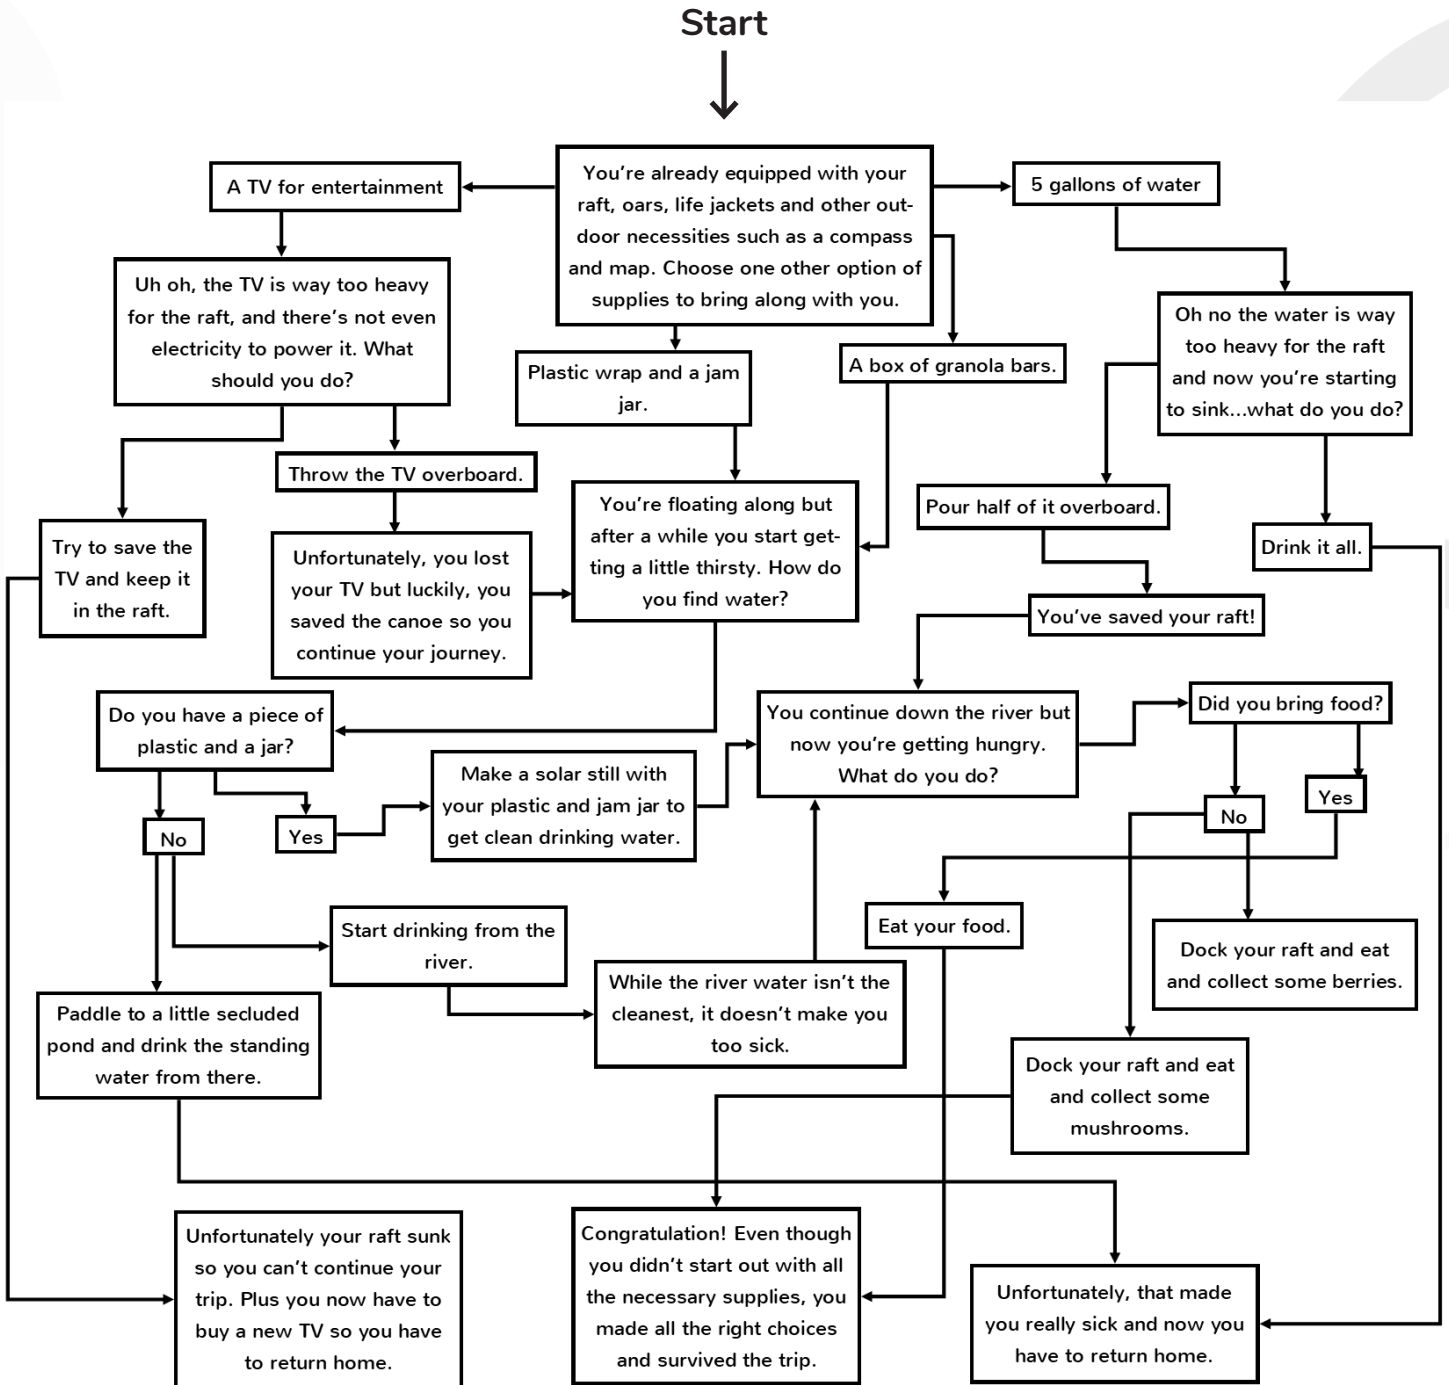 Start
You're already equipped with your
raft, oars, life jackets and other out-
door necessities such as a compass
and map. Choose one other option of
supplies to bring along with you.
A TV for entertainment
5 gallons of water
Uh oh, the TV is way too heavy
for the raft, and there's not even
electricity to power it. What
should you do?
Plastic wrap and a jam
jar.
A box of granola bars.
Oh no the water is way
too heavy for the raft
and now you're starting
to sink...what do you do?
Throw the TV overboard.
Try to save the
TV and keep it
in the raft.
Unfortunately, you lost
your TV but luckily, you
saved the canoe so you
continue your journey.
You're floating along but
after a while you start get-
ting a little thirsty. How do
you find water?
Pour half of it overboard.
Drink it all.
You've saved your raft!
Do you have a piece of
plastic and a jar?
Make a solar still with
your plastic and jam jar to
get clean drinking water.
You continue down the river but
now you're getting hungry.
What do you do?
Did you bring food?
No
Yes
No
Yes
Start drinking from the
river.
Eat your food.
Dock your raft and eat
and collect some berries.
While the river water isn't the
cleanest, it doesn't make you
too sick.
Paddle to a little secluded
pond and drink the standing
water from there.
Dock your raft and eat
and collect some
mushrooms.
Unfortunately your raft sunk
so you can't continue your
trip. Plus you now have to
buy a new TV so you have
to return home.
Congratulation! Even though
you didn't start out with all
the necessary supplies, you
made all the right choices
and survived the trip.
Unfortunately, that made
you really sick and now you
have to return home.